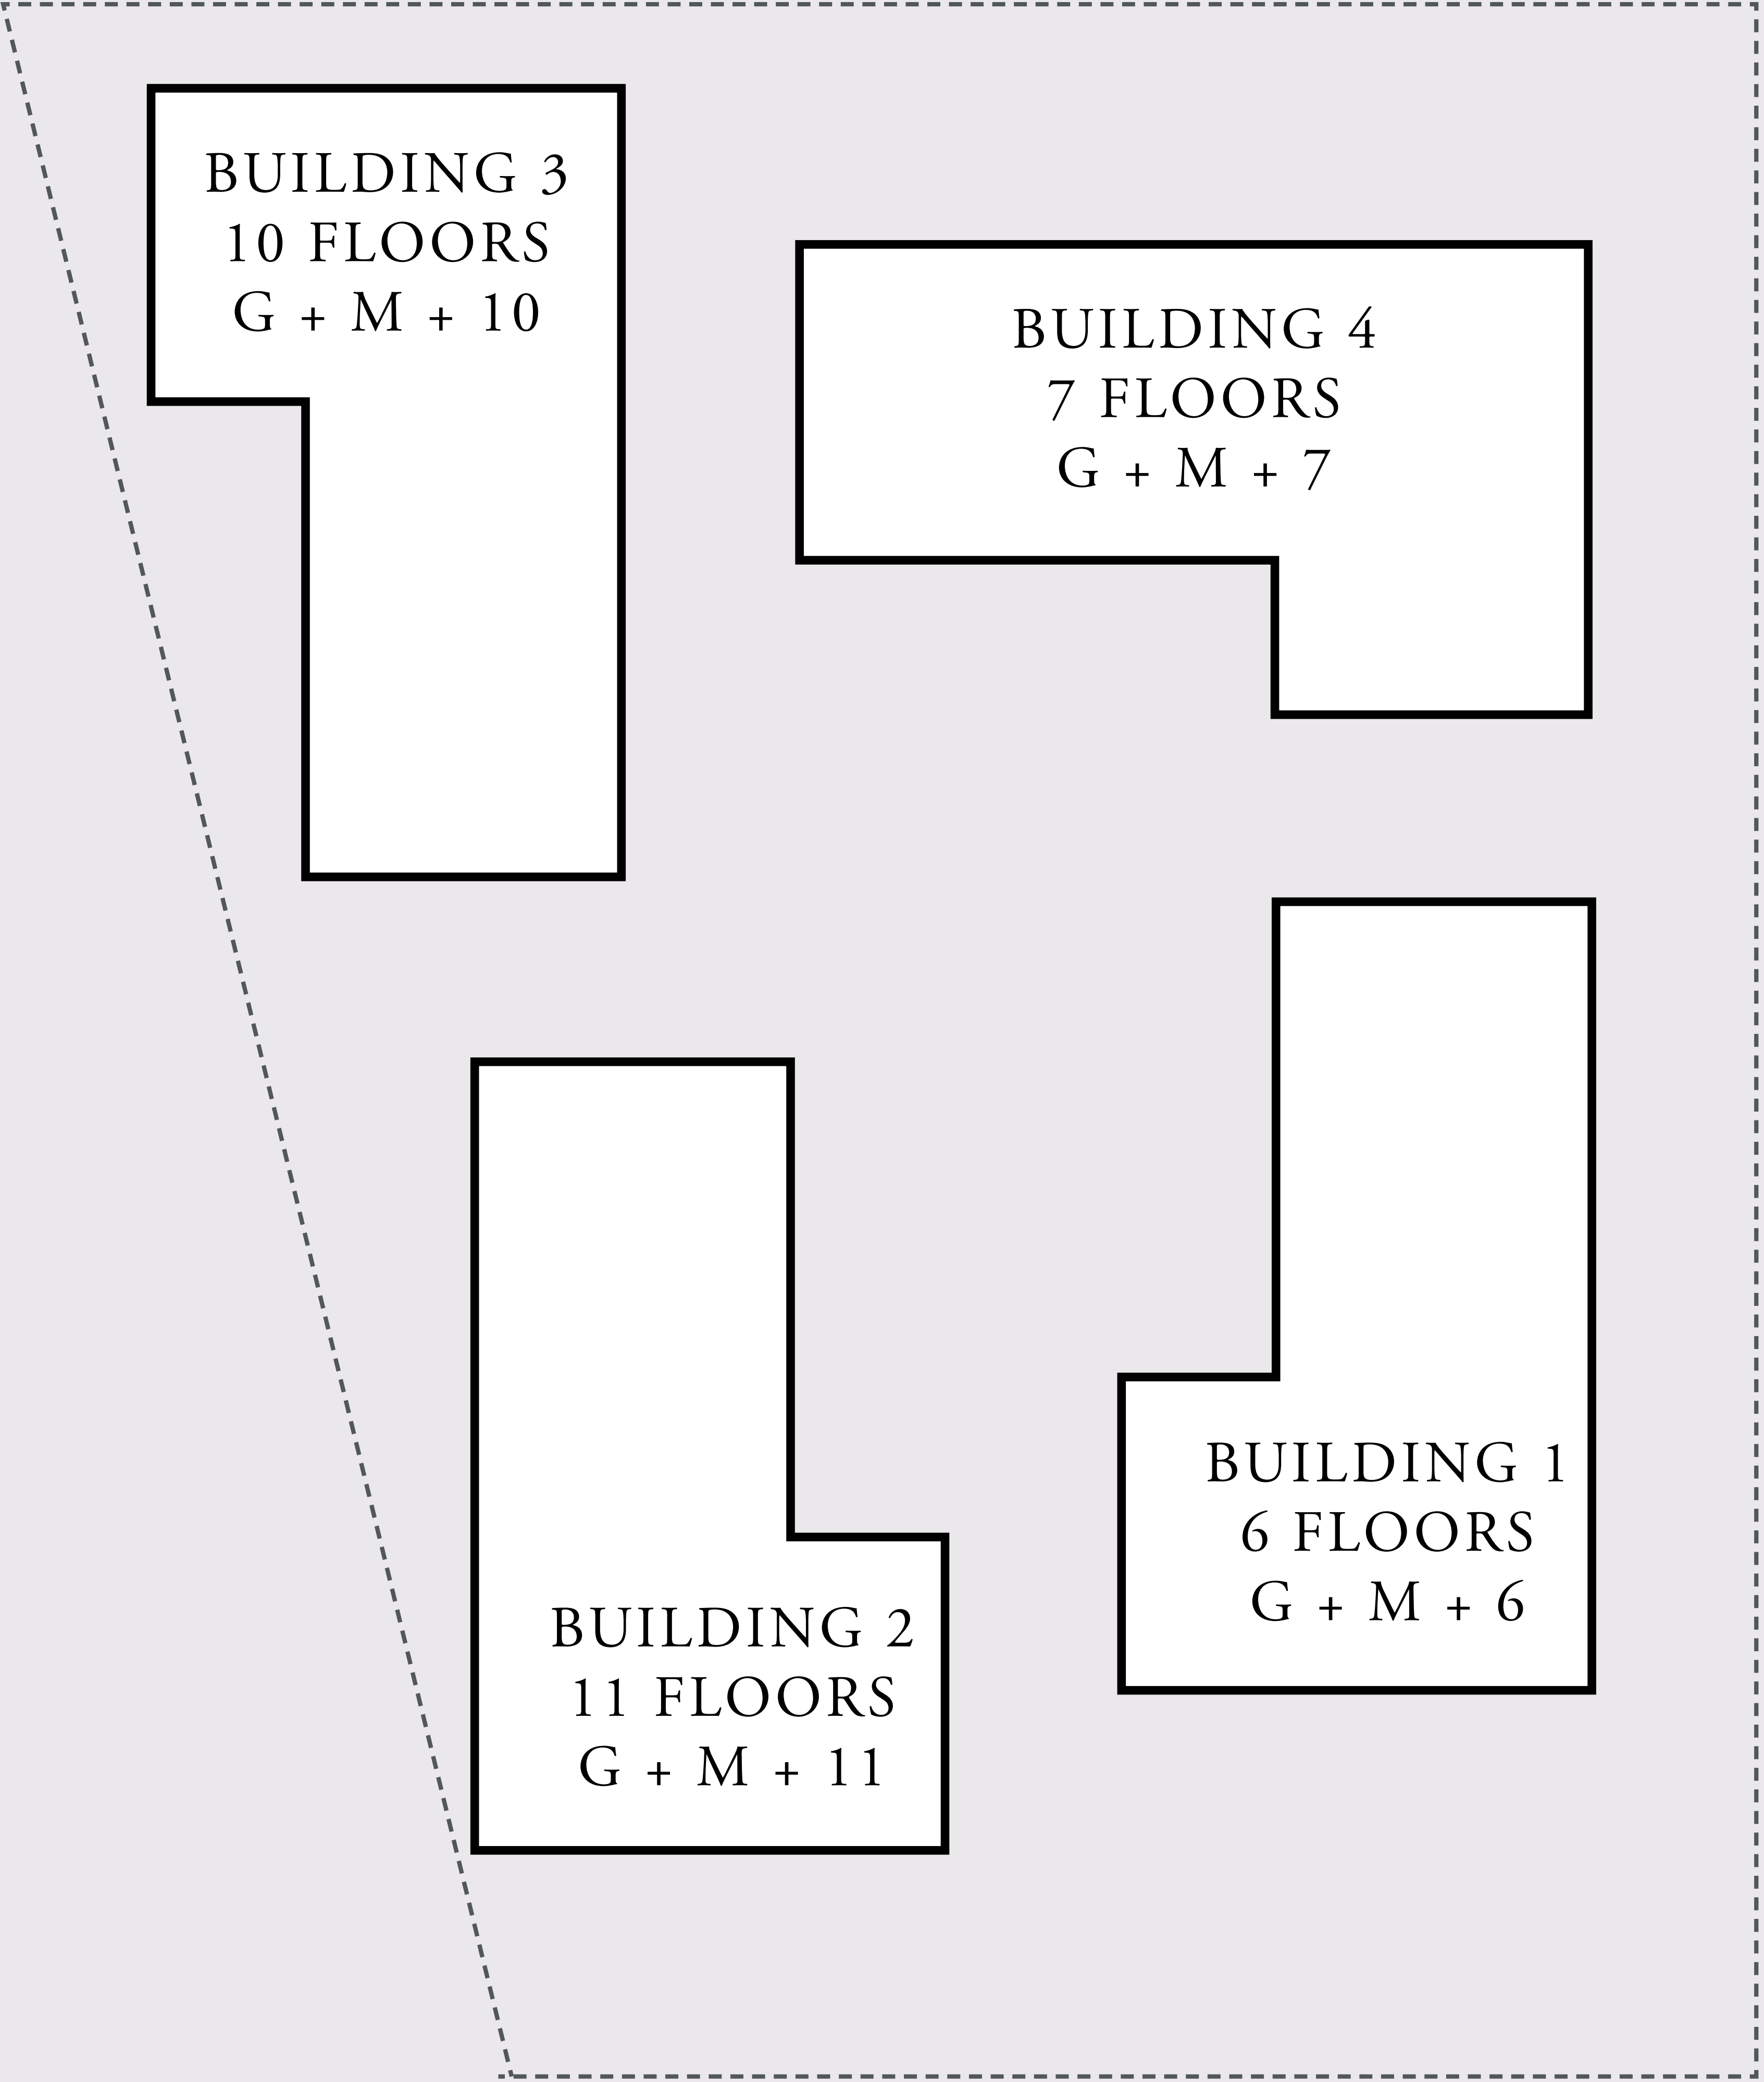 BUILDING 3
10 FLOORS
G + M + 10
BUILDING 4
7 FLOORS
G + M + 7
BUILDING 1
6 FLOORS
G + M + 6
BUILDING 2
11 FLOORS
G + M + 11